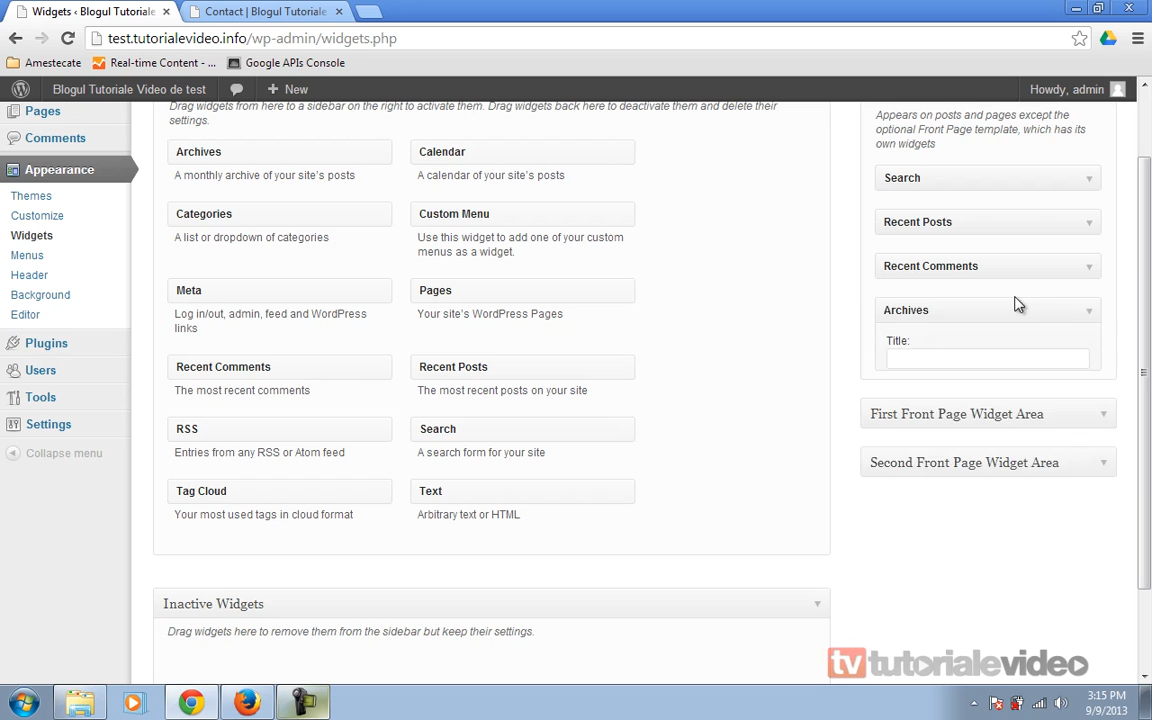 Widgets ‹ Blogul Tutoriale
Contact | Blogul Tutoriale
test.tutorialevideo.info/wp-admin/widgets.php
Amestecate
Real-time Content - ...
Google APIs Console
Blogul Tutoriale Video de test
New
Howdy, admin
Pages
Comments
Appearance
Themes
Customize
Widgets
Menus
Header
Background
Editor
Plugins
Users
Tools
Settings
Collapse menu
Drag widgets from here to a sidebar on the right to activate them. Drag widgets back here to deactivate them and delete their
settings.
Archives
A monthly archive of your site's posts
Calendar
A calendar of your site's posts
Categories
A list or dropdown of categories
Custom Menu
Use this widget to add one of your custom
menus as a widget.
Meta
Log in/out, admin, feed and WordPress
links
Pages
Your site's WordPress Pages
Recent Comments
The most recent comments
Recent Posts
The most recent posts on your site
RSS
Entries from any RSS or Atom feed
Search
A search form for your site
Tag Cloud
Your most used tags in cloud format
Text
Arbitrary text or HTML
Inactive Widgets
Drag widgets here to remove them from the sidebar but keep their settings.
Appears on posts and pages except the
optional Front Page template, which has its
own widgets
Search
Recent Posts
Recent Comments
Archives
Title:
First Front Page Widget Area
Second Front Page Widget Area
tv tutorialevideo
3:15 PM
9/9/2013